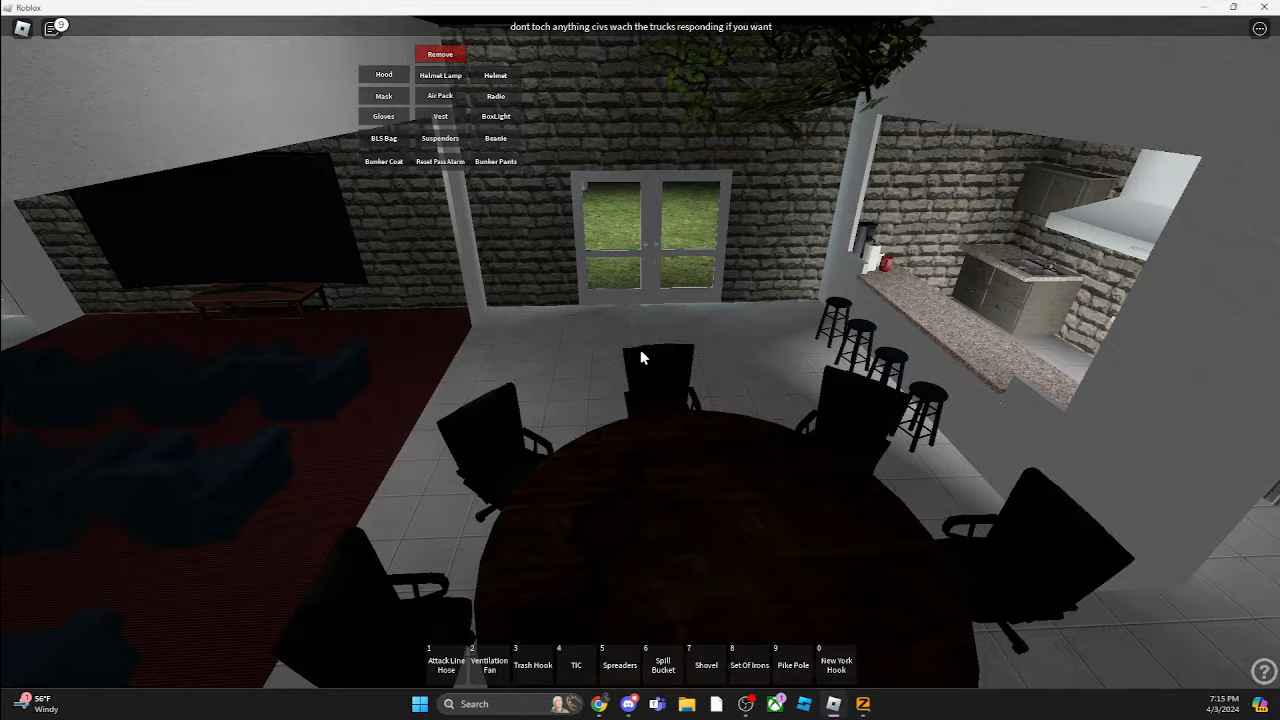 Roblox
9
dont toch anything civs wach the trucks responding if you want
Remove
Hood Helmet Lamp Helmet
Mask Air Pack Radio
Gloves Vest BoxLight
BLS Bag Suspenders Beanie
Bunker Coat Reset Pass Alarm Bunker Pants
1 2 3 4 5 6 7 8 9 0
Attack Line Hose
Ventilation Fan
Trash Hook
TIC
Spreaders
Spill Bucket
Shovel
Set Of Irons
Pike Pole
New York Hook
1
56°F
Windy
Search
7:15 PM
4/3/2024